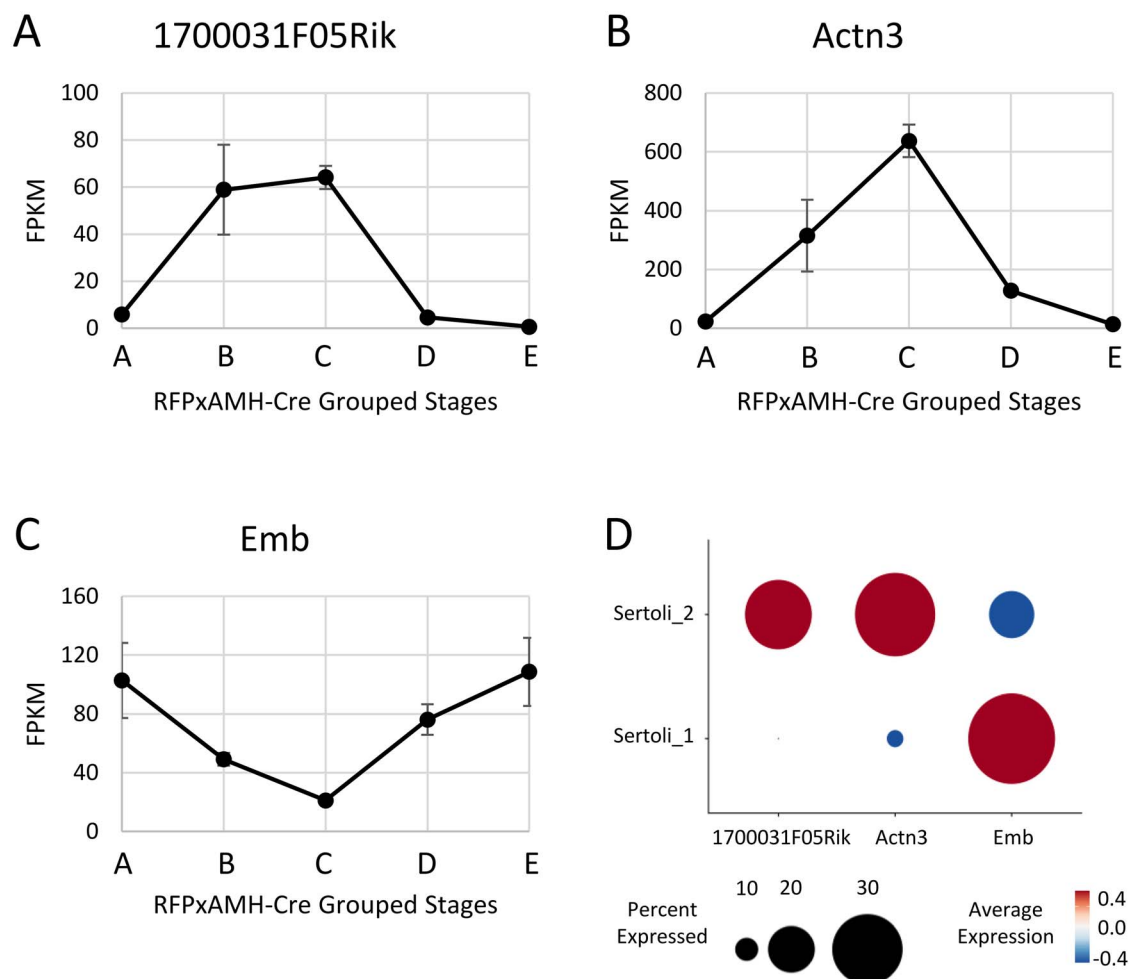 A
1700031F05Rik
100
80
60
40
20
0
FPKM
A B C D E
RFPxAMH-Cre Grouped Stages
B
Actn3
800
600
400
200
0
FPKM
A B C D E
RFPxAMH-Cre Grouped Stages
C
Emb
160
120
80
40
0
FPKM
A B C D E
RFPxAMH-Cre Grouped Stages
D
Sertoli_2
Sertoli_1
1700031F05Rik Actn3 Emb
10 20 30
Percent
Expressed
Average
Expression
0.4
0.0
-0.4